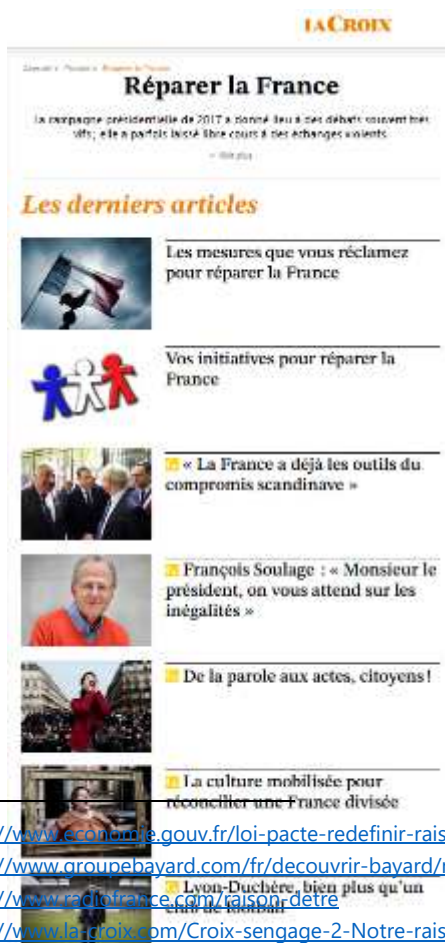 LA CROIX
Réparer la France
La campagne présidentielle de 2017 a donné lieu à des débats souvent très
vifs ; elle a parfois laissé libre cours à des échanges violents.
Les derniers articles
Les mesures que vous réclamez
pour réparer la France
Vos initiatives pour réparer la
France
« La France a déjà les outils du
compromis scandinave »
François Soulage : « Monsieur le
président, on vous attend sur les
inégalités »
De la parole aux actes, citoyens !
La culture mobilisée pour
réconcilier une France divisée
//www.economie.gouv.fr/loi-pacte-redefinir-rais
//www.groupebayard.com/fr/decouvrir-bayard/
Lyon-Duchère, bien plus qu'un
club de football
//www.radiofrance.com/raison-detre
//www.la-croix.com/Croix-sengage-2-Notre-rais